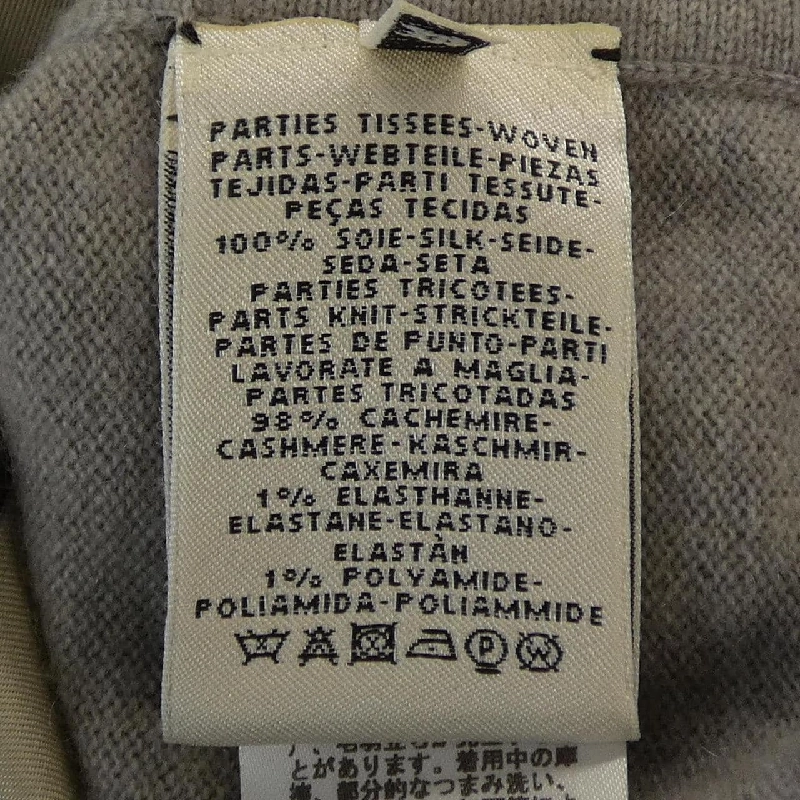 PARTIES TISSEES-WOVEN
PARTS-WEBTEILE-PIEZAS
TEJIDAS-PARTI TESSUTE-
PEÇAS TECIDAS
100% SOIE-SILK-SEIDE-
SEDA-SETA
PARTIES TRICOTEES-
PARTS KNIT-STRICKTEILE-
PARTES DE PUNTO-PARTI
LAVORATE A MAGLIA-
PARTES TRICOTADAS
98% CACHEMIRE-
CASHMERE-KASCHMIR-
CAXEMIRA
1% ELASTHANNE-
ELASTANE-ELASTANO-
ELASTÀN
1% POLYAMIDE-
POLIAMIDA-POLIAMMIDE
P W
とがあります。着用中の摩
擦、部分的なつまみ洗い、